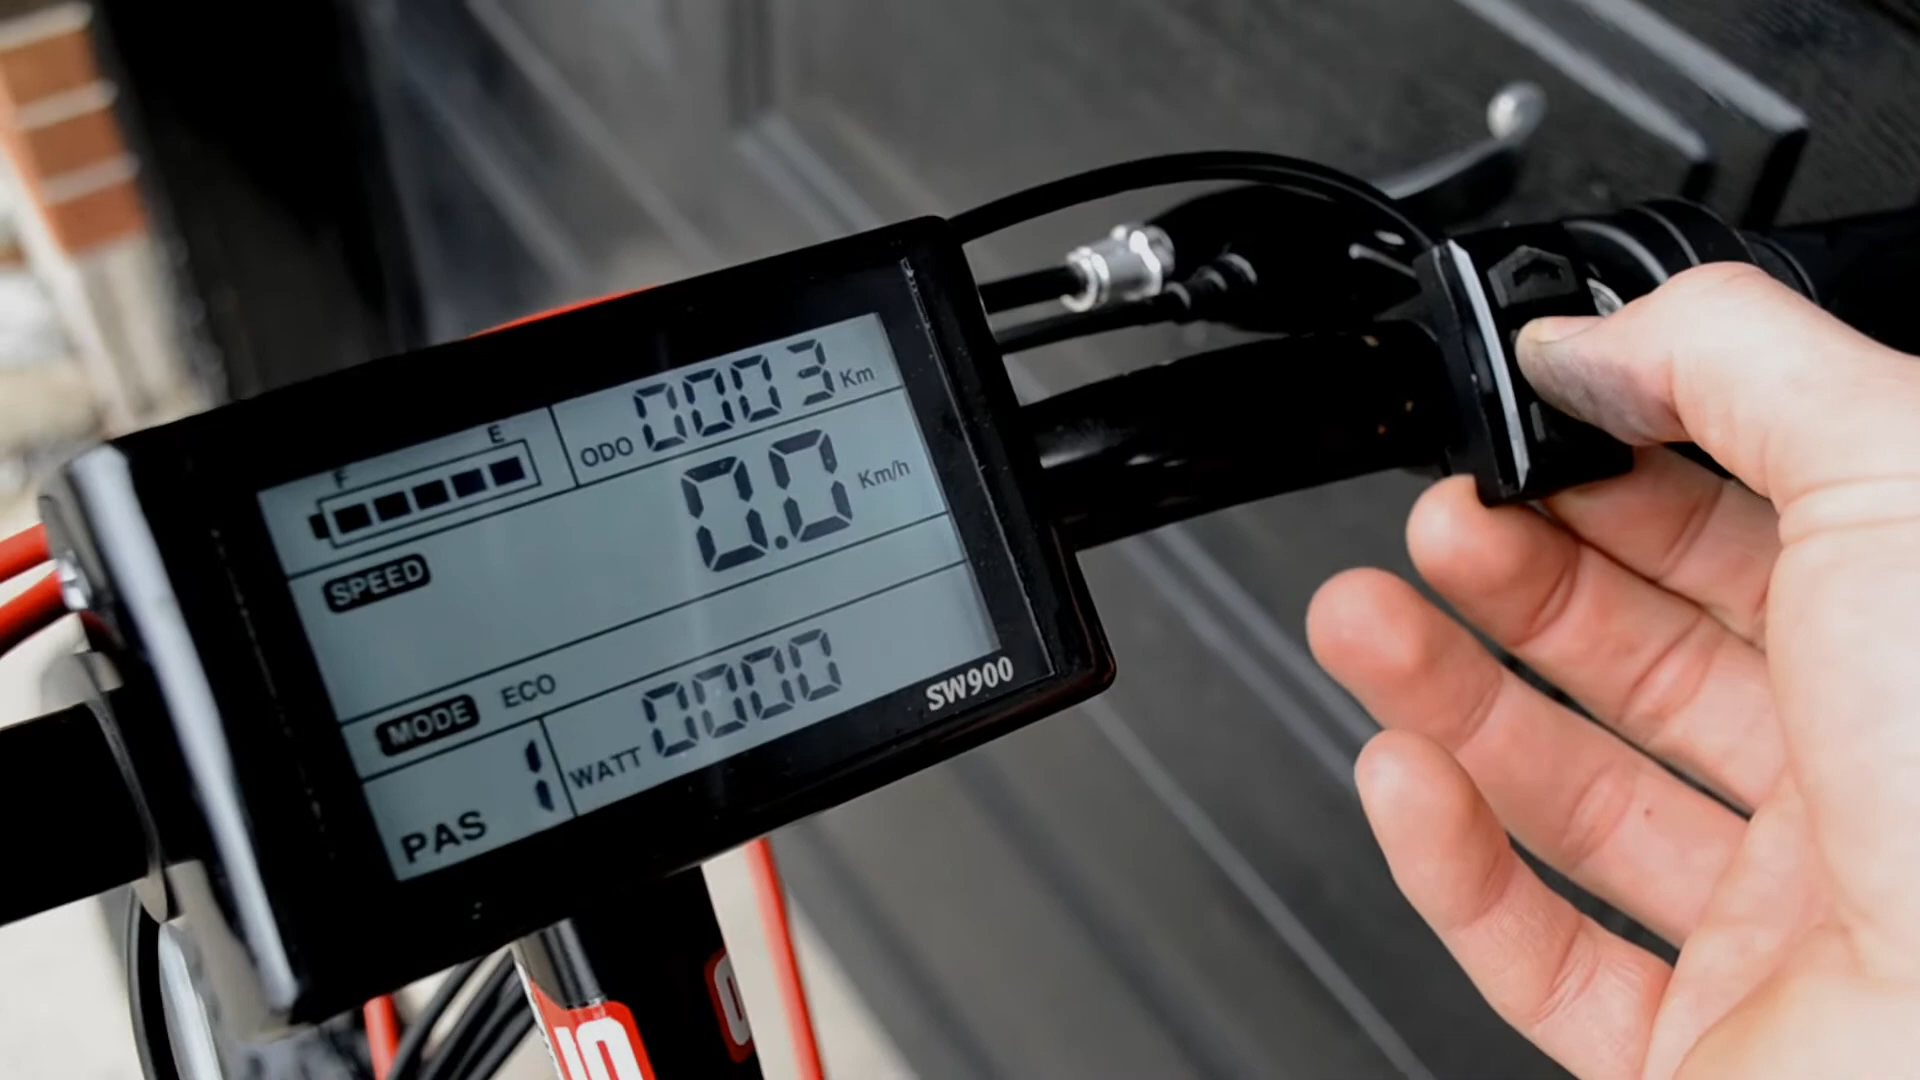 F E
ODO 0003 Km
0.0 Km/h
SPEED
MODE ECO
PAS 1 WATT 0000
SW900